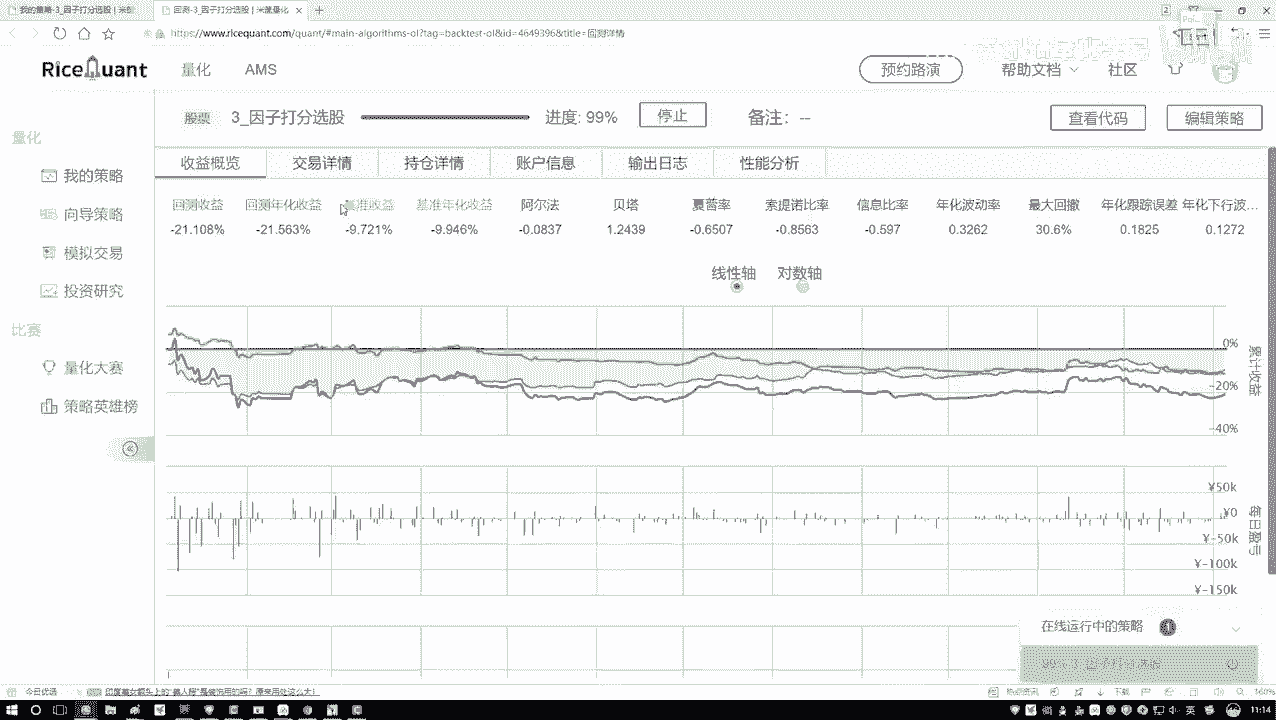 我的策略-3_因子打分选股 | 米
回测-3_因子打分选股 | 米筐量化
https://www.ricequant.com/quant/#main-algorithms-ol?tag=backtest-ol&id=4649396&title=回测详情
RiceQuant
量化
AMS
预约路演
帮助文档
社区
股票
3_因子打分选股
进度: 99%
停止
备注: --
查看代码
编辑策略
量化
我的策略
向导策略
模拟交易
投资研究
比赛
量化大赛
策略英雄榜
收益概览 交易详情 持仓详情 账户信息 输出日志 性能分析
回测收益 回测年化收益 基准收益 基准年化收益 阿尔法 贝塔 夏普率 索提诺比率 信息比率 年化波动率 最大回撤 年化跟踪误差 年化下行波...
-21.108% -21.563% -9.721% -9.946% -0.0837 1.2439 -0.6507 -0.8563 -0.597 0.3262 30.6% 0.1825 0.1272
线性轴 对数轴
0%
-20%
-40%
累计收益
¥50k
¥0
¥-50k
¥-100k
¥-150k
每日盈亏
在线运行中的策略 1
今日优选
下载
11:14